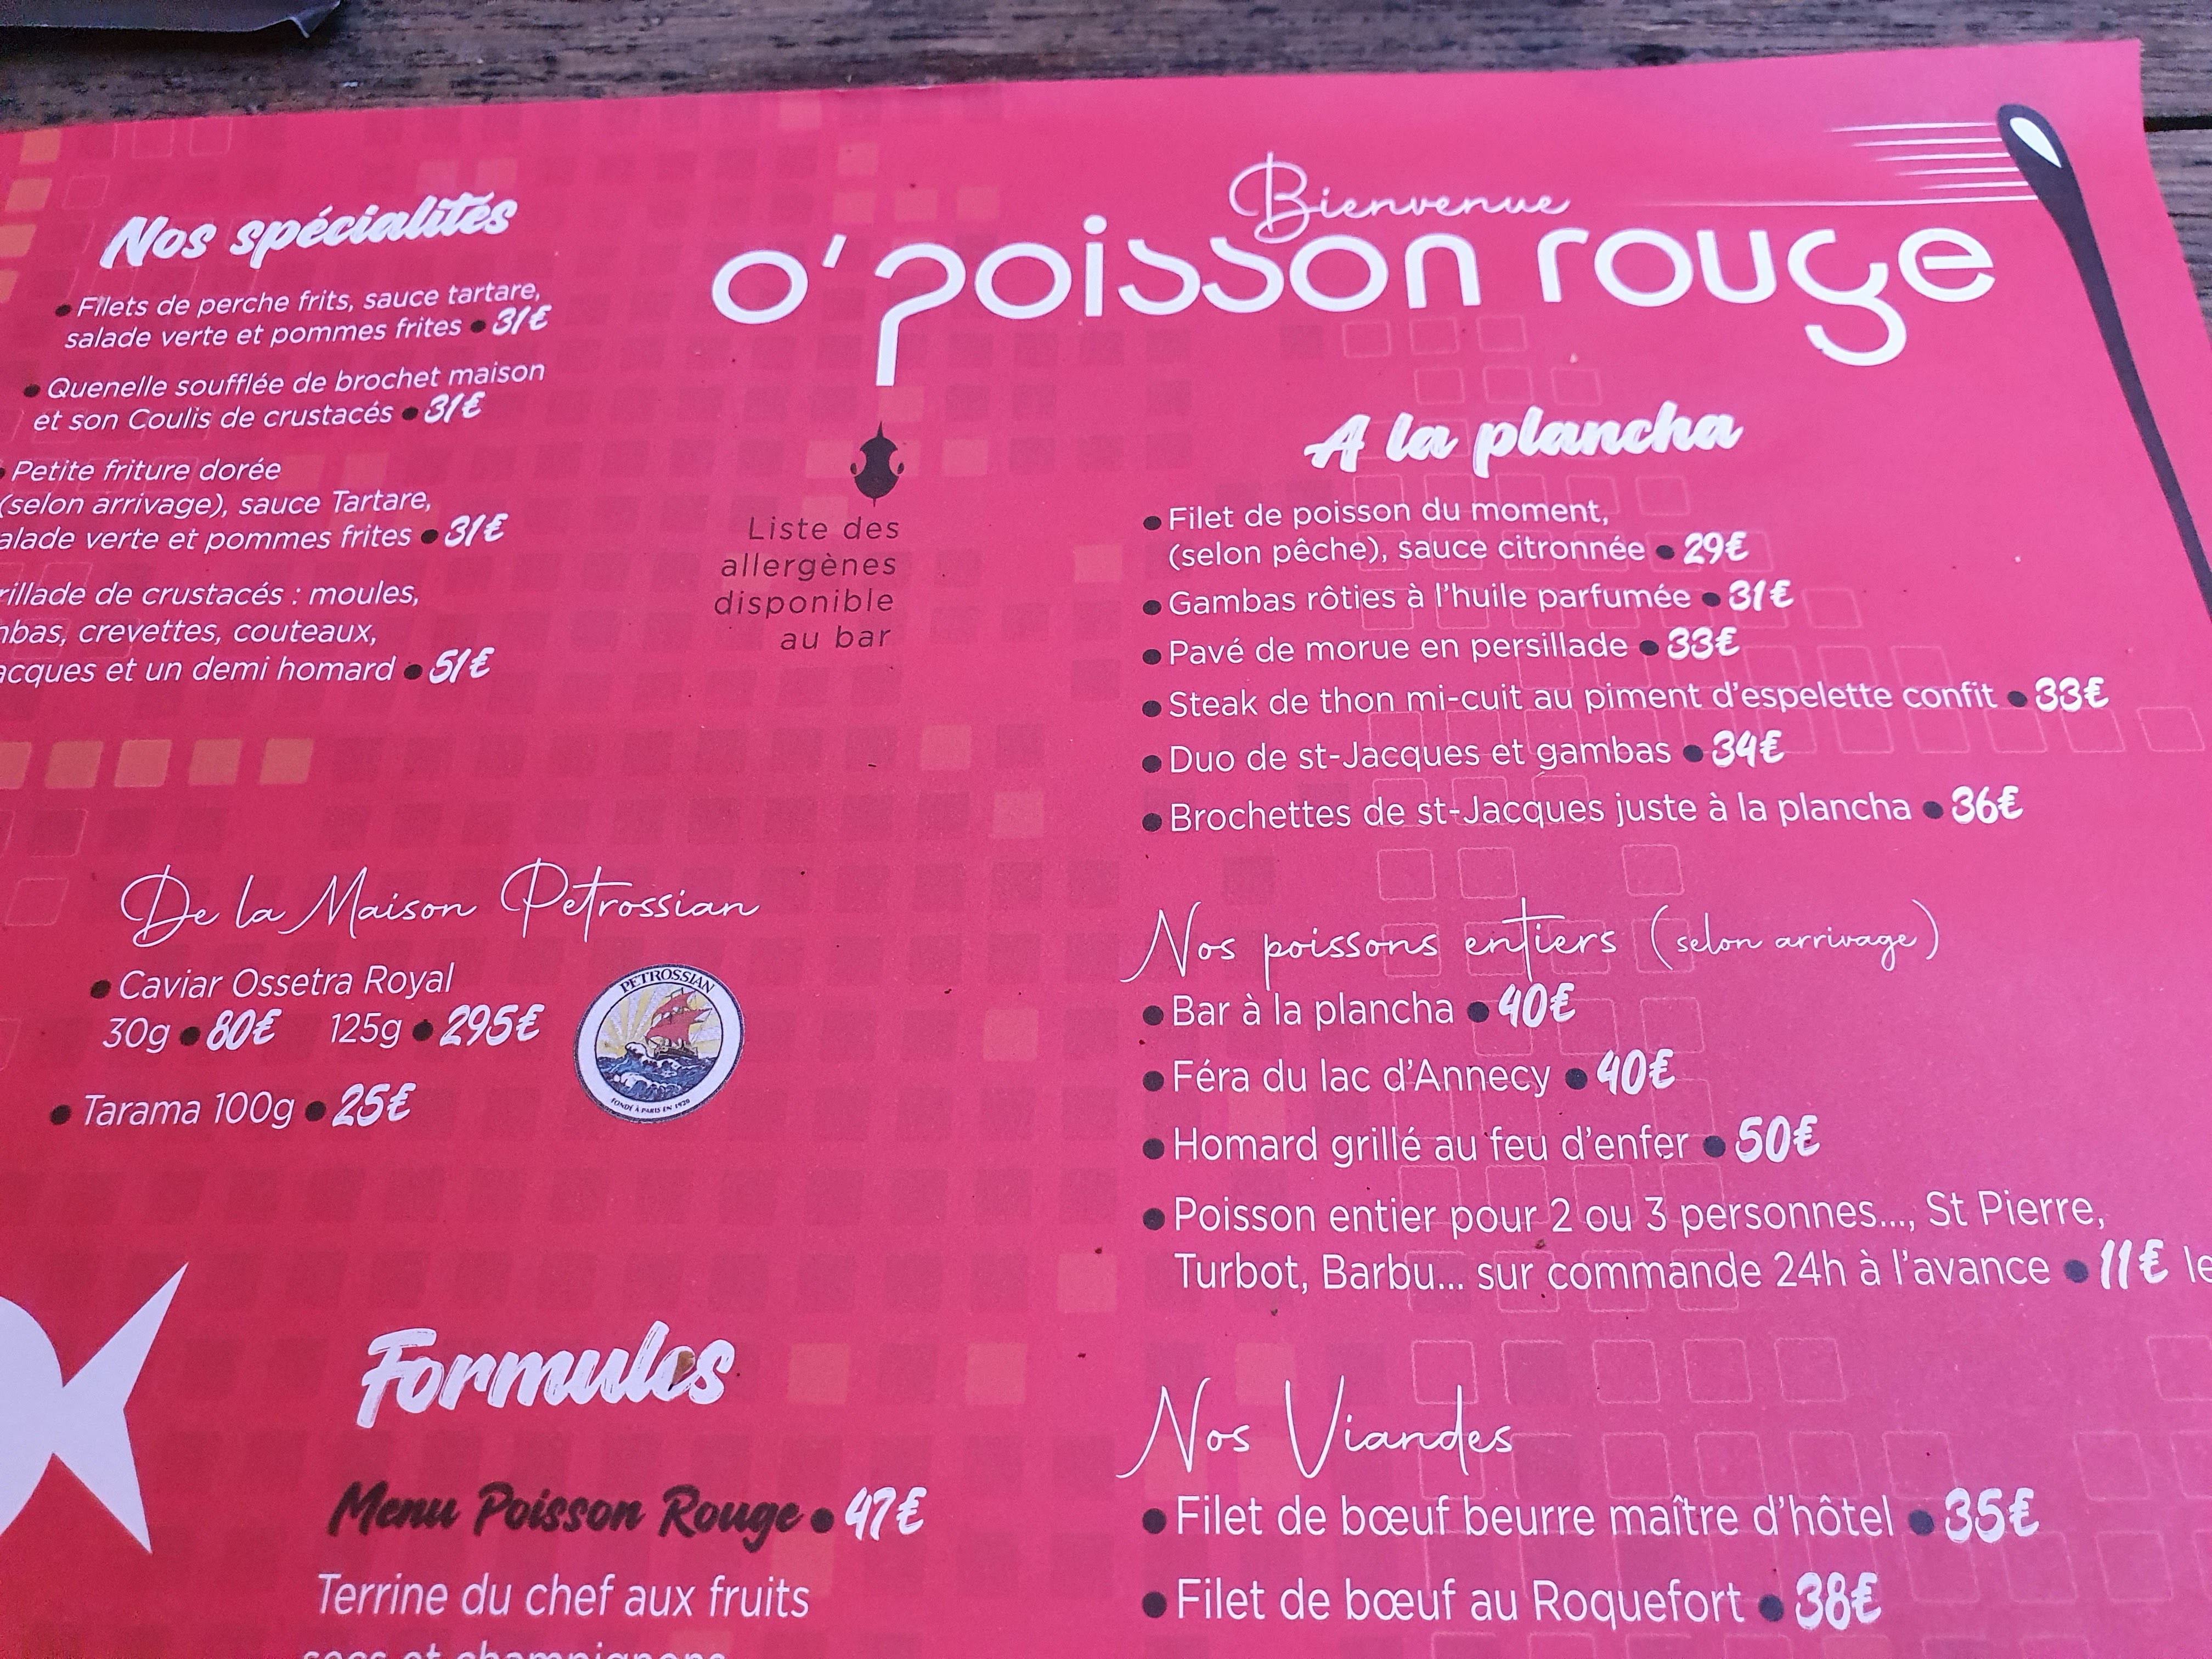 Nos spécialités
• Filets de perche frits, sauce tartare,
salade verte et pommes frites • 31€
• Quenelle soufflée de brochet maison
et son Coulis de crustacés • 31€
• Petite friture dorée
(selon arrivage), sauce Tartare,
verte et pommes frites • 31€
de crustacés : moules,
crevettes, couteaux,
et un demi homard • 51€
Bienvenue
o'poisson rouge
Liste des
allergènes
disponible
au bar
De la Maison Petrossian
• Caviar Ossetra Royal
30g • 80€ 125g • 295€
• Tarama 100g • 25€
PETROSSIAN
FONDÉ À PARIS EN 1920
Formules
Menu Poisson Rouge • 47€
Terrine du chef aux fruits
secs et champignons
A la plancha
• Filet de poisson du moment,
(selon pêche), sauce citronnée • 29€
• Gambas rôties à l'huile parfumée • 31€
• Pavé de morue en persillade • 33€
• Steak de thon mi-cuit au piment d'espelette confit • 33€
• Duo de st-Jacques et gambas • 34€
• Brochettes de st-Jacques juste à la plancha • 36€
Nos poissons entiers (selon arrivage)
• Bar à la plancha • 40€
• Féra du lac d'Annecy • 40€
• Homard grillé au feu d'enfer • 50€
• Poisson entier pour 2 ou 3 personnes..., St Pierre,
Turbot, Barbu... sur commande 24h à l'avance • 11€
Nos Viandes
• Filet de bœuf beurre maître d'hôtel • 35€
• Filet de bœuf au Roquefort • 38€